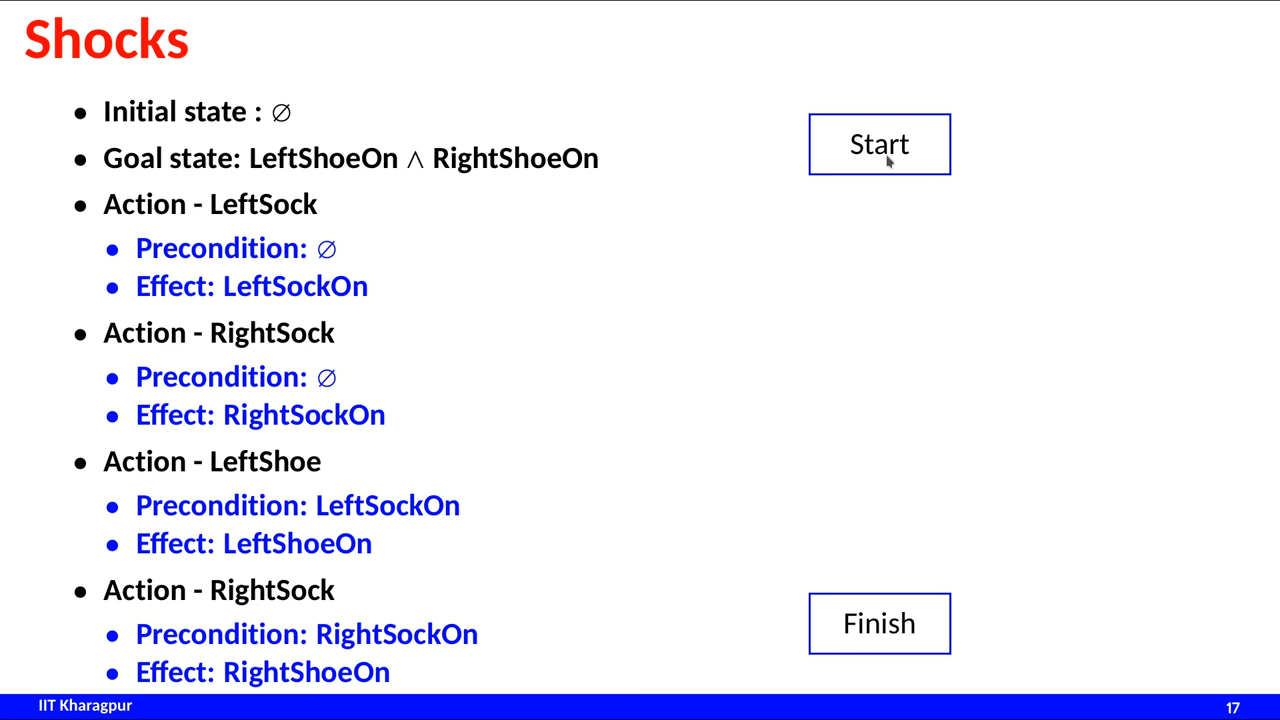 Shocks
• Initial state : ∅
• Goal state: LeftShoeOn ∧ RightShoeOn
• Action - LeftSock
• Precondition: ∅
• Effect: LeftSockOn
• Action - RightSock
• Precondition: ∅
• Effect: RightSockOn
• Action - LeftShoe
• Precondition: LeftSockOn
• Effect: LeftShoeOn
• Action - RightSock
• Precondition: RightSockOn
• Effect: RightShoeOn
Start
Finish
IIT Kharagpur
17